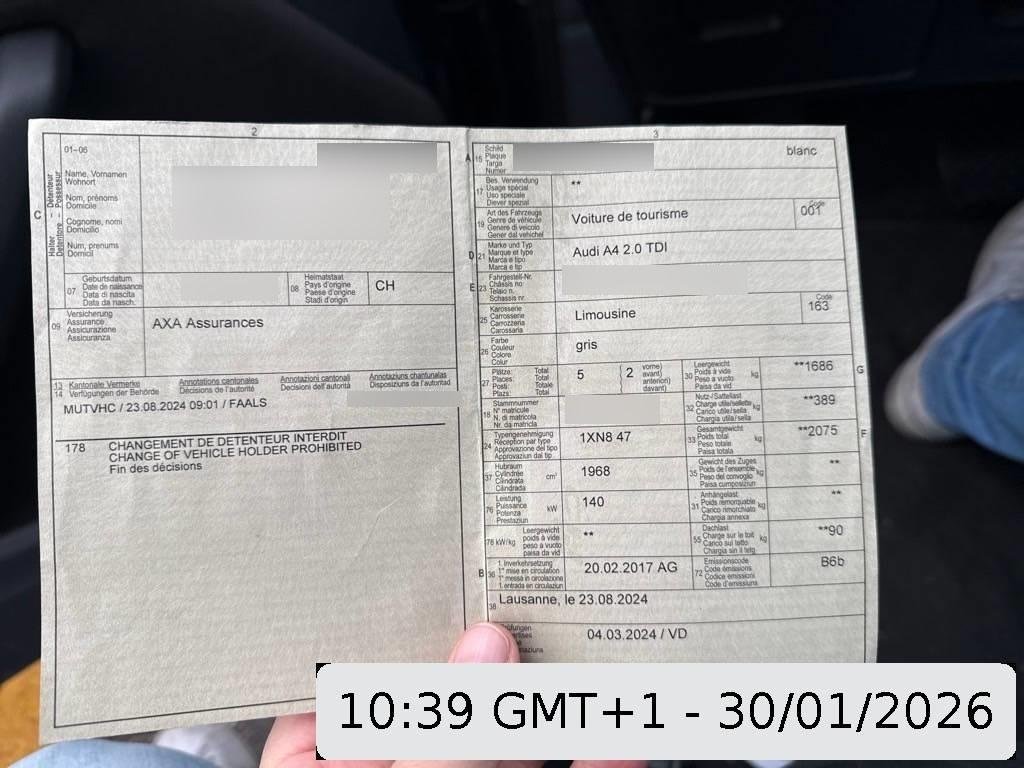 2
C
Halter - Détenteur
Detentore - Possessur
01-06
Name, Vornamen
Wohnort
Nom, prénoms
Domicile
Cognome, nomi
Domicilio
Num, prenums
Domicil
07
Geburtsdatum
Date de naissance
Data di nascita
Data da nasch.
08
Heimatstaat
Pays d'origine
Paese d'origine
Stadi d'origin
CH
09
Versicherung
Assurance
Assicurazione
Assicuranza
AXA Assurances
13
14
Kantonale Vermerke
Verfügungen der Behörde
Annotations cantonales
Décisions de l'autorité
Annotazioni cantonali
Decisioni dell'autorità
Annotaziuns chantunalas
Disposiziuns da l'autoritad
MUTVHC / 23.08.2024 09:01 / FAALS
178 CHANGEMENT DE DETENTEUR INTERDIT
CHANGE OF VEHICLE HOLDER PROHIBITED
Fin des décisions
3
A
15
Schild
Plaque
Targa
Numer
blanc
17
Bes. Verwendung
Usage spécial
Uso speciale
Diever spezial
**
19
Art des Fahrzeugs
Genre de véhicule
Genere di veicolo
Gener dal vehichel
Voiture de tourisme
Code
001
D
21
Marke und Typ
Marque et type
Marca e tipo
Marca e tip
Audi A4 2.0 TDI
E
23
Fahrgestell-Nr.
Châssis no
Telaio n.
Schassis nr.
25
Karosserie
Carrosserie
Carrozzeria
Carossaria
Limousine
Code
163
26
Farbe
Couleur
Colore
Colur
gris
27
Plätze: Total
Places: Total
Posti: Totale
Plazs: Total
5
2
vorne)
avant)
anteriori)
davant)
30
Leergewicht
Poids à vide
Peso a vuoto
Paisa da vid
kg
**1686
G
18
Stammnummer
N° matricule
N. di matricola
Nr. da matricla
32
Nutz-/Sattellast
Charge utile/sellette
Carico utile/sella
Chargia utila/sella
kg
**389
24
Typengenehmigung
Réception par type
Approvazione del tipo
Approvaziun dal tip
1XN8 47
33
Gesamtgewicht
Poids total
Peso totale
Paisa totala
kg
**2075
F
37
Hubraum
Cylindrée
Cilindrata
Cilindrada
cm³
1968
35
Gewicht des Zuges
Poids de l'ensemble
Peso del convoglio
Paisa cumposiziun
kg
**
76
Leistung
Puissance
Potenza
Prestaziun
kW
140
31
Anhängelast
Poids remorquable
Carico rimorchiato
Chargia annexa
kg
**
78 kW/kg
Leergewicht
poids à vide
peso a vuoto
paisa da vid
**
55
Dachlast
Charge sur le toit
Carico sul tetto
Chargia sin il tetg
kg
**90
B
36
1. Inverkehrsetzung
1re mise en circulation
1a messa in circolazione
1. entrada en circulaziun
20.02.2017 AG
72
Emissionscode
Code émissions
Codice emissioni
Code d'emissiuns
B6b
38
Lausanne, le 23.08.2024
04.03.2024 / VD
10:39 GMT+1 - 30/01/2026